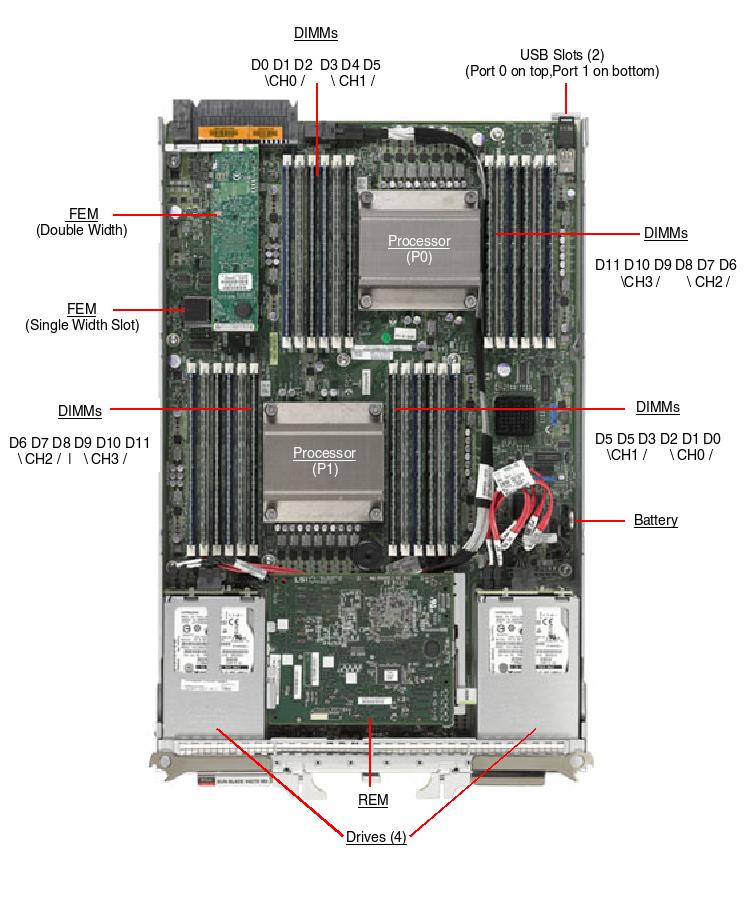 DIMMs
D0 D1 D2 D3 D4 D5
\CH0 / \ CH1 /
USB Slots (2)
(Port 0 on top,Port 1 on bottom)
FEM
(Double Width)
Processor
(P0)
DIMMs
D11 D10 D9 D8 D7 D6
\CH3 / \ CH2 /
FEM
(Single Width Slot)
DIMMs
D6 D7 D8 D9 D10 D11
\ CH2 / | \ CH3 /
Processor
(P1)
DIMMs
D5 D5 D3 D2 D1 D0
\CH1 / \ CH0 /
Battery
LSI
REM
Drives (4)